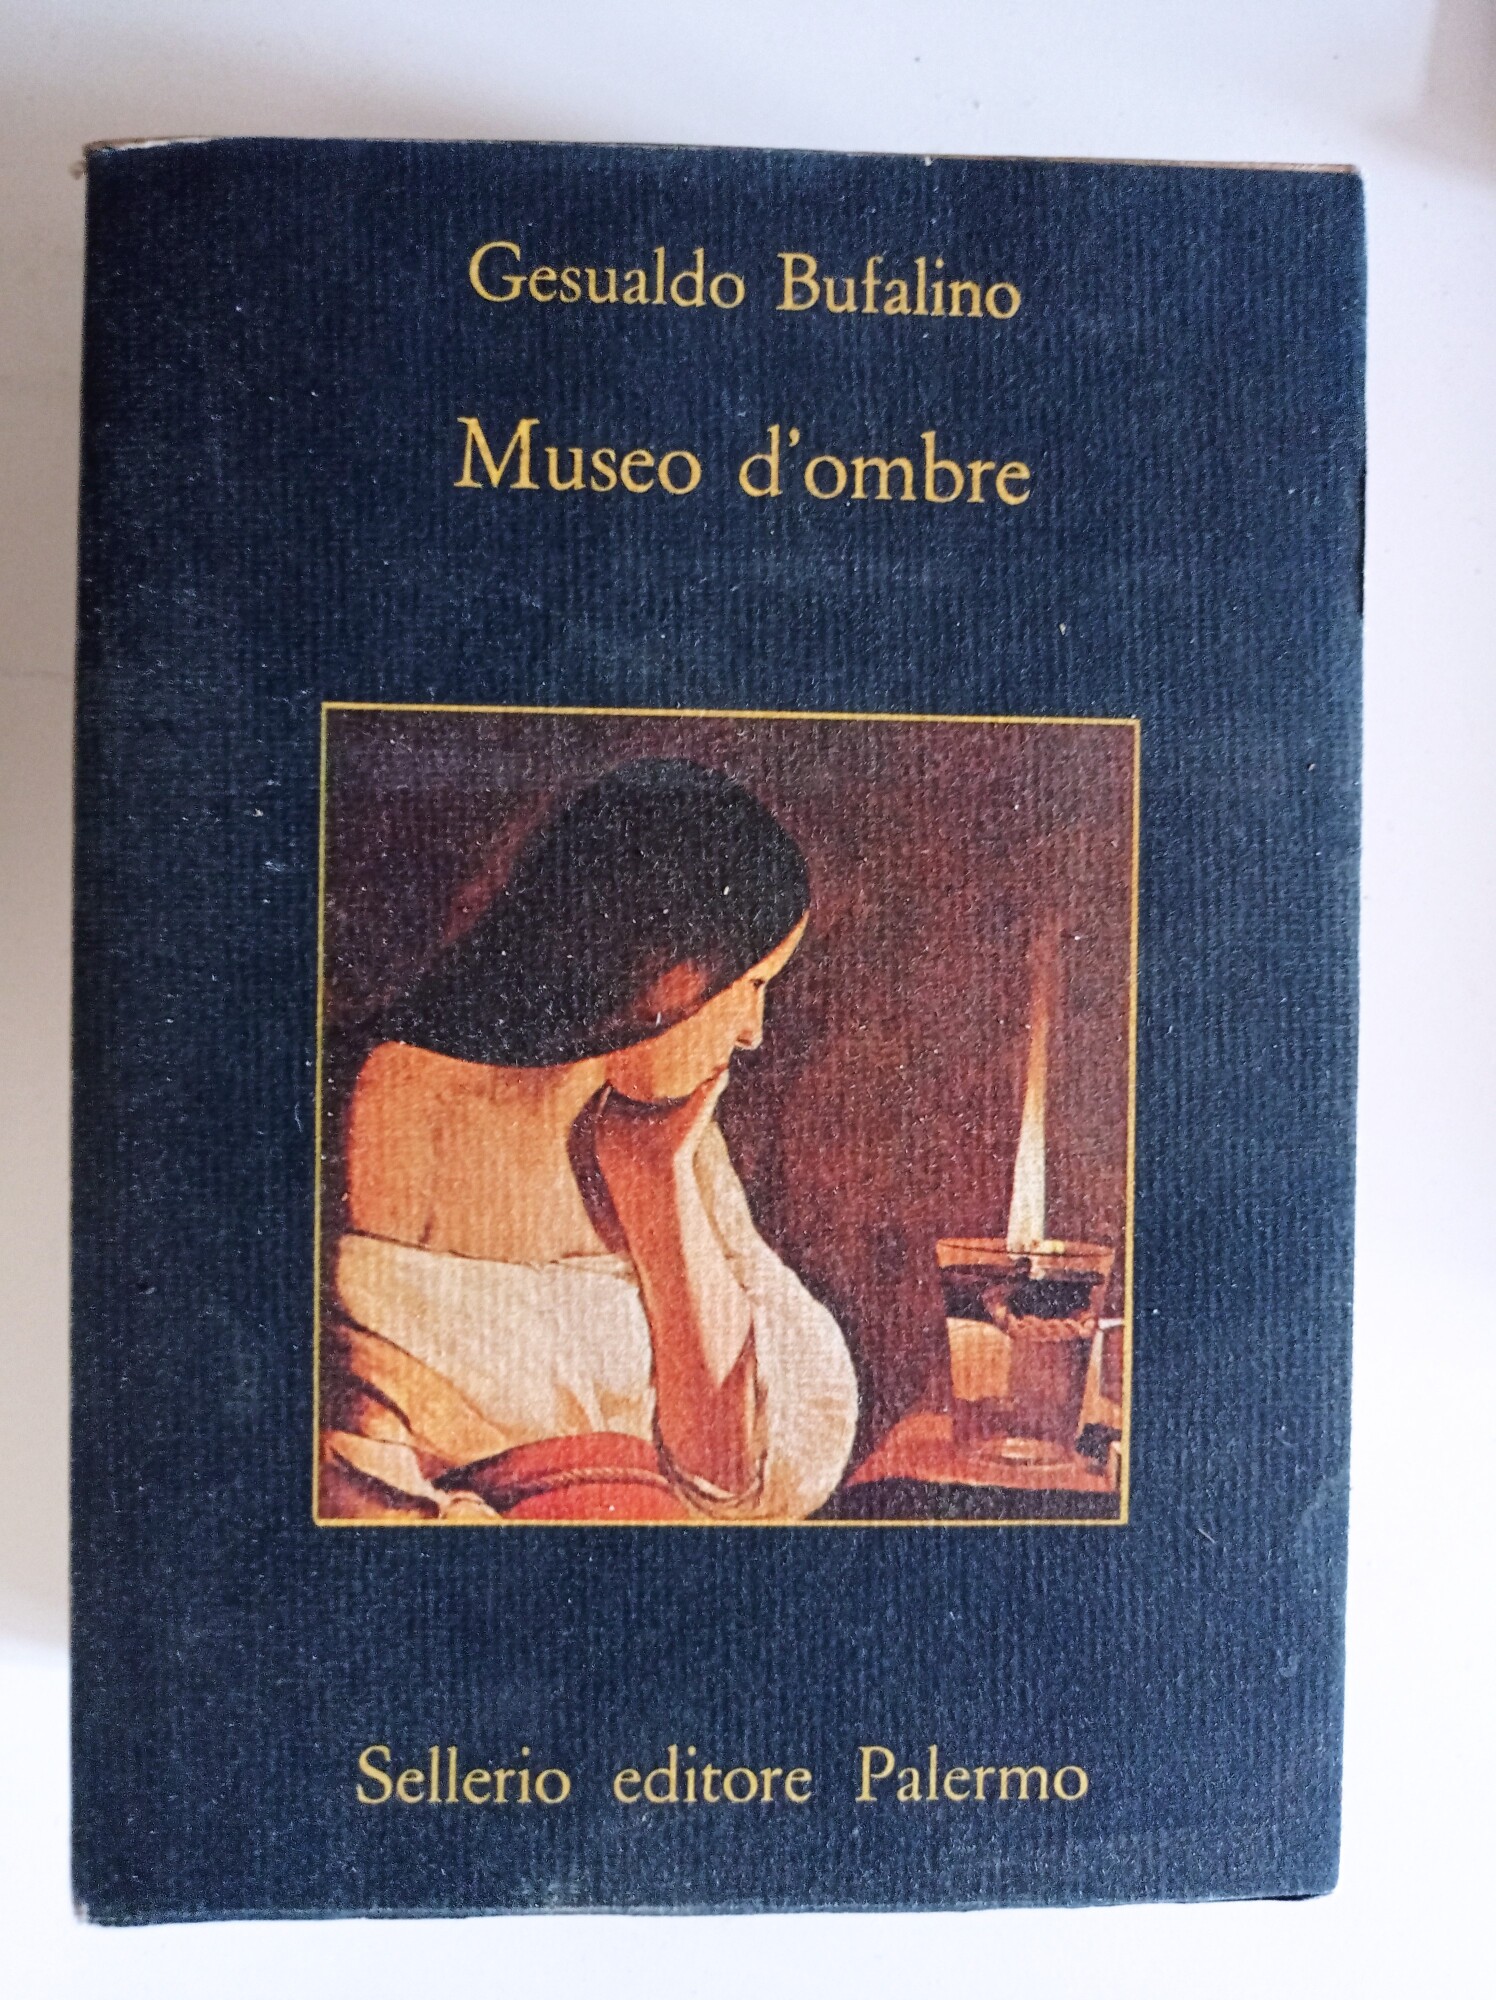 Gesualdo Bufalino
Museo d'ombre
Sellerio editore Palermo